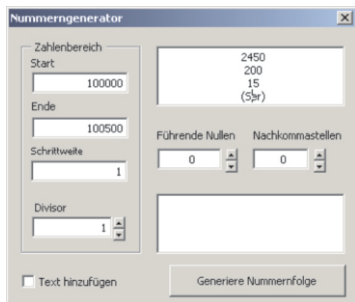 Nummerngenerator
Zahlenbereich
Start
100000
Ende
100500
Schrittweite
1
Divisor
1
2450
200
15
Führende Nullen Nachkommastellen
0 0
Text hinzufügen
Generiere Nummernfolge